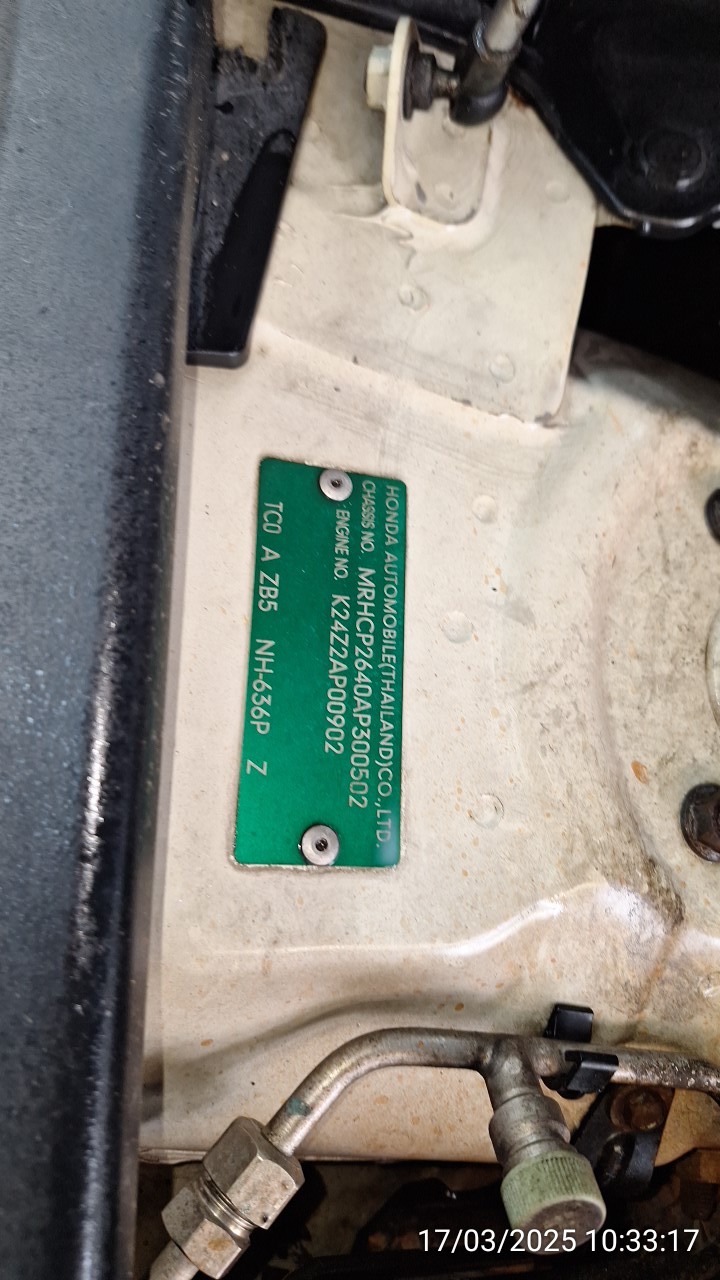 HONDA AUTOMOBILE(THAILAND)CO.,LTD.
CHASSIS NO. MRHCP2640AP300502
ENGINE NO. K24Z2AP00902
TC0 A ZB5 NH-636P Z
17/03/2025 10:33:17